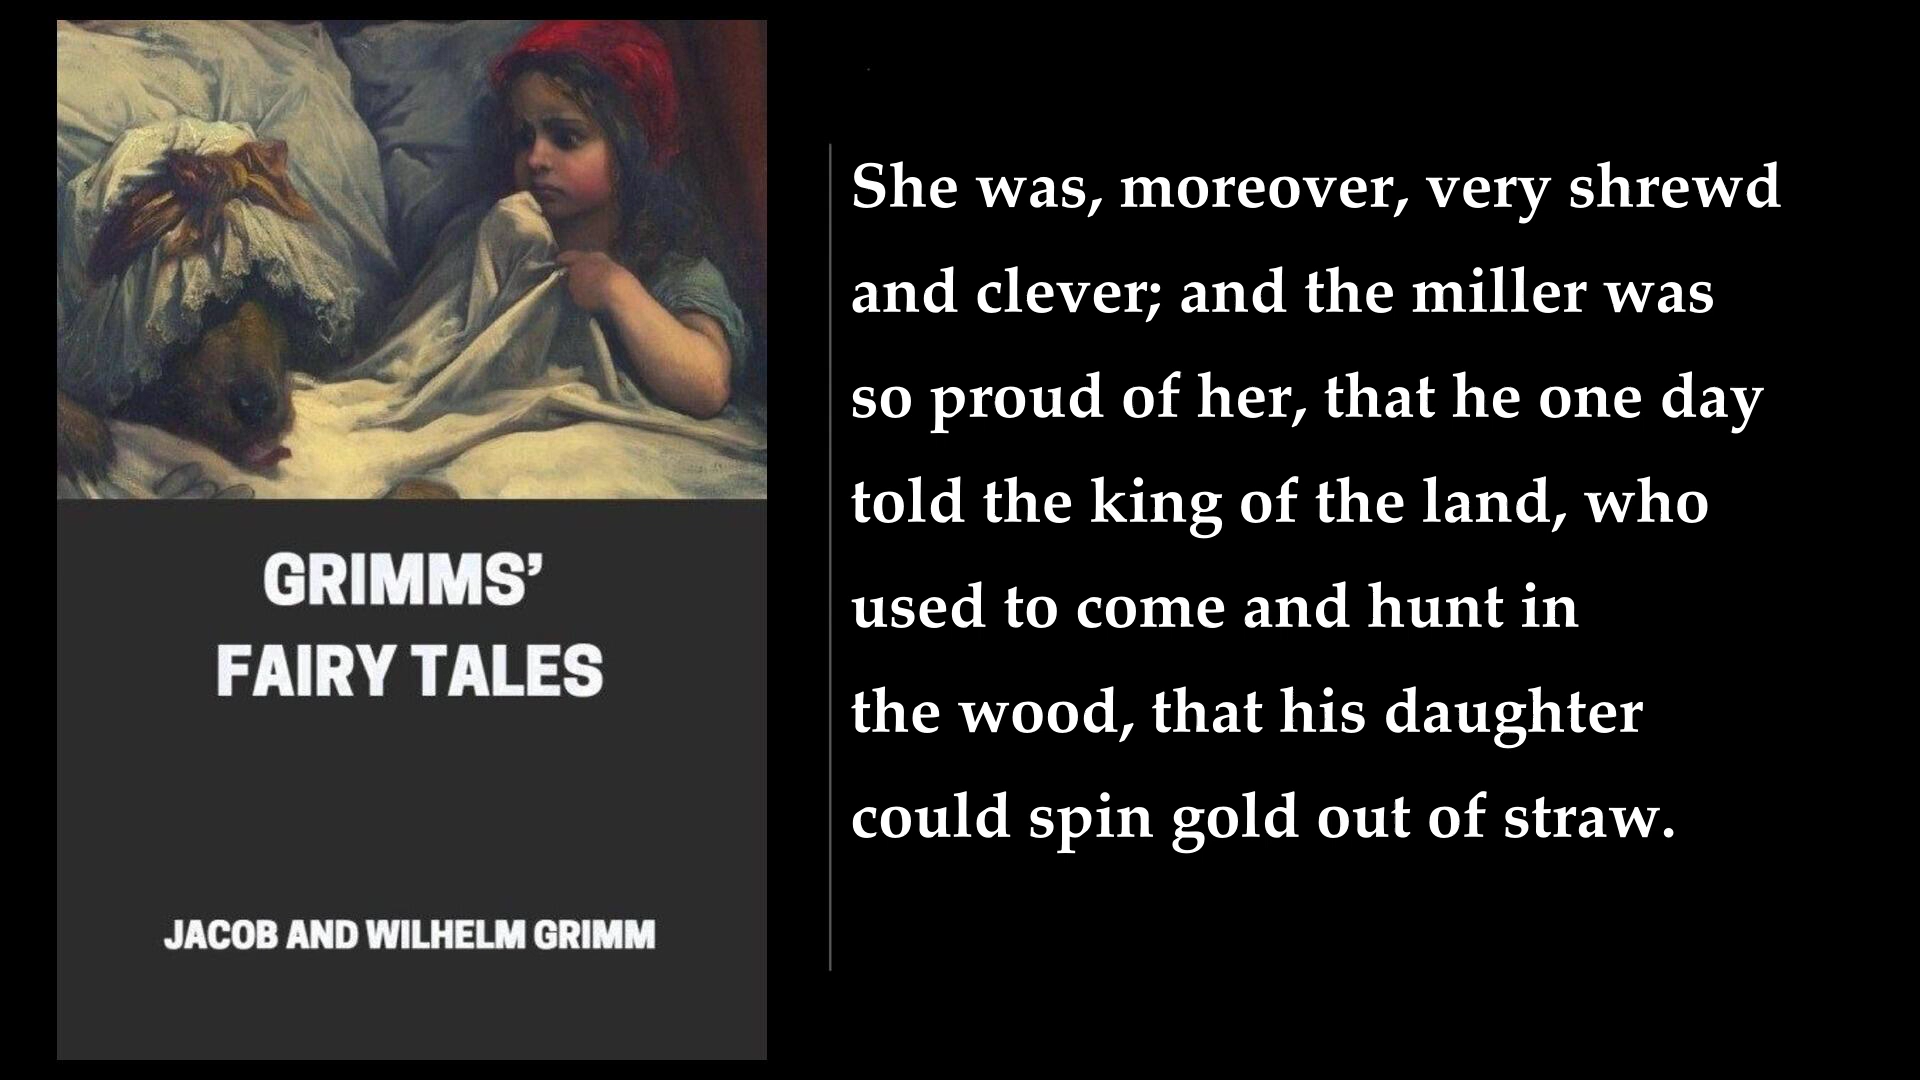 GRIMMS’
FAIRY TALES
JACOB AND WILHELM GRIMM
She was, moreover, very shrewd
and clever; and the miller was
so proud of her, that he one day
told the king of the land, who
used to come and hunt in
the wood, that his daughter
could spin gold out of straw.